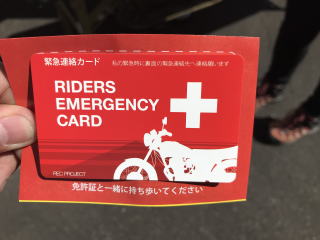 緊急連絡カード
私の緊急時に裏面の緊急連絡先へ連絡願います
RIDERS
EMERGENCY
CARD
REC PROJECT
免許証と一緒に持ち歩いてください